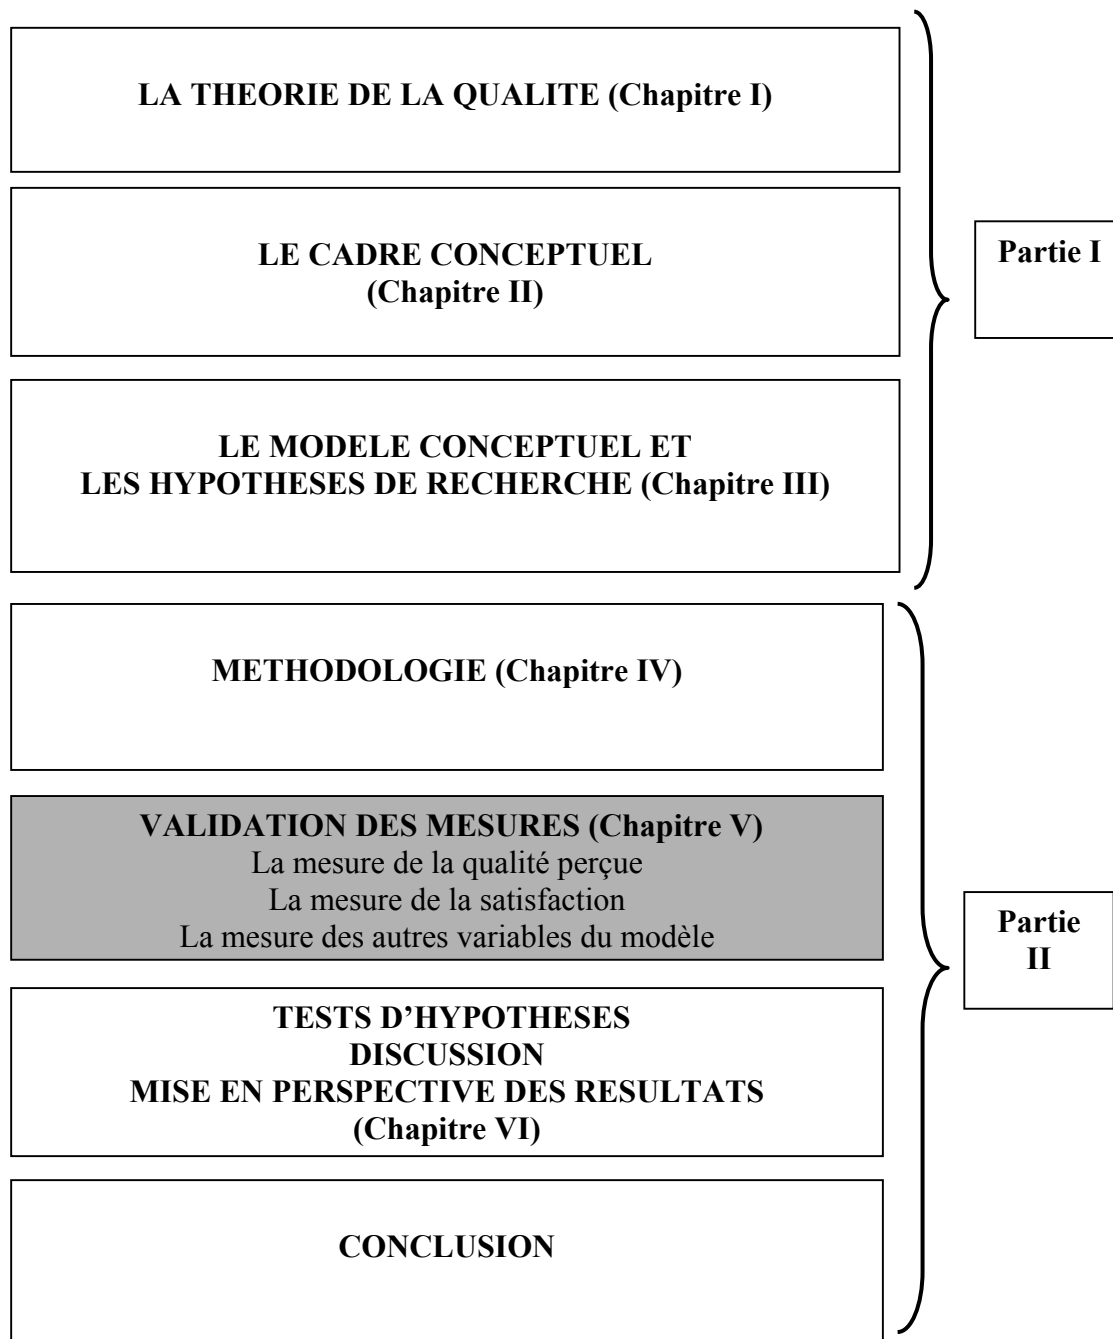 LA THEORIE DE LA QUALITE (Chapitre I)
LE CADRE CONCEPTUEL
(Chapitre II)
Partie I
LE MODELE CONCEPTUEL ET
LES HYPOTHESES DE RECHERCHE (Chapitre III)
METHODOLOGIE (Chapitre IV)
VALIDATION DES MESURES (Chapitre V)
La mesure de la qualité perçue
La mesure de la satisfaction
La mesure des autres variables du modèle
Partie
II
TESTS D’HYPOTHESES
DISCUSSION
MISE EN PERSPECTIVE DES RESULTATS
(Chapitre VI)
CONCLUSION